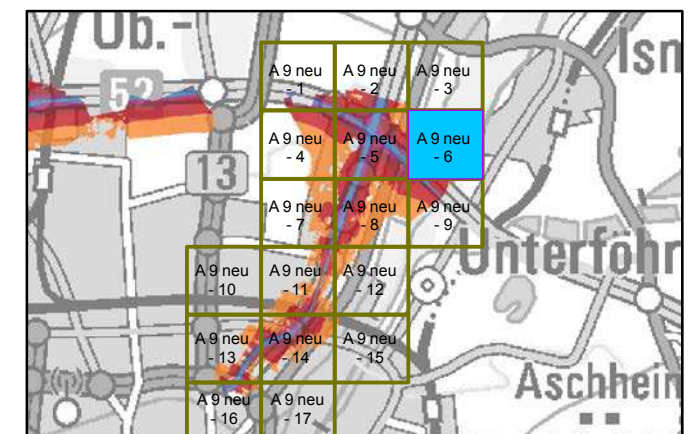 Ob.-
Isn
52
A 9 neu
- 1
A 9 neu
- 2
A 9 neu
- 3
A 9 neu
- 4
A 9 neu
- 5
A 9 neu
- 6
13
A 9 neu
- 7
A 9 neu
- 8
A 9 neu
- 9
Unterföhr
A 9 neu
- 10
A 9 neu
- 11
A 9 neu
- 12
A 9 neu
- 13
A 9 neu
- 14
A 9 neu
- 15
Aschhein
A 9 neu
- 16
A 9 neu
- 17